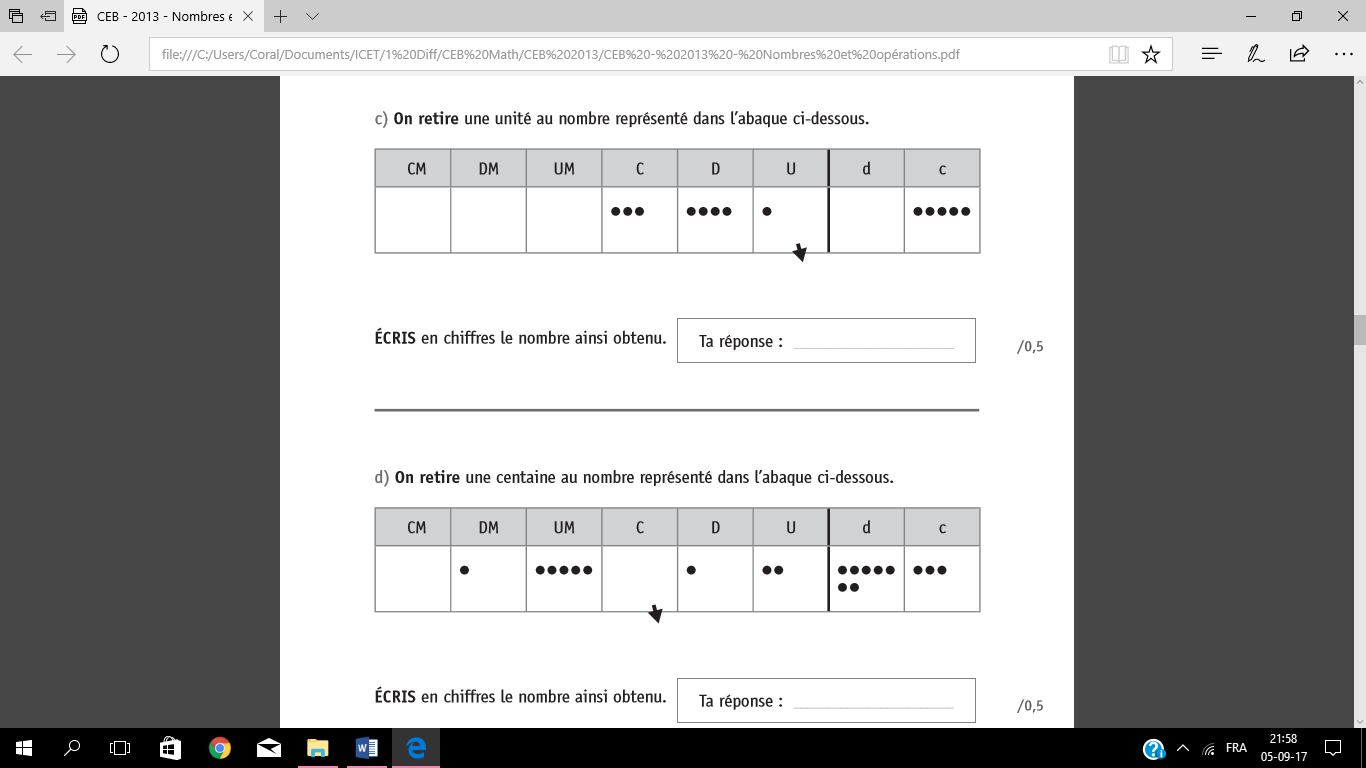 CEB - 2013 - Nombres e
file:///C:/Users/Coral/Documents/ICET/1%20Diff/CEB%20Math/CEB%202013/CEB%20-%202013%20-%20Nombres%20et%20opérations.pdf
c) On retire une unité au nombre représenté dans l'abaque ci-dessous.
CM DM UM C D U d c
ÉCRIS en chiffres le nombre ainsi obtenu. Ta réponse :
/0,5
d) On retire une centaine au nombre représenté dans l'abaque ci-dessous.
CM DM UM C D U d c
ÉCRIS en chiffres le nombre ainsi obtenu. Ta réponse :
/0,5
FRA
21:58
05-09-17